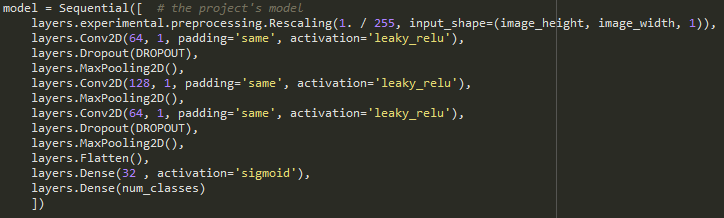 model = Sequential([  # the project's model
    layers.experimental.preprocessing.Rescaling(1. / 255, input_shape=(image_height, image_width, 1)),
    layers.Conv2D(64, 1, padding='same', activation='leaky_relu'),
    layers.Dropout(DROPOUT),
    layers.MaxPooling2D(),
    layers.Conv2D(128, 1, padding='same', activation='leaky_relu'),
    layers.MaxPooling2D(),
    layers.Conv2D(64, 1, padding='same', activation='leaky_relu'),
    layers.Dropout(DROPOUT),
    layers.MaxPooling2D(),
    layers.Flatten(),
    layers.Dense(32 , activation='sigmoid'),
    layers.Dense(num_classes)
    ])